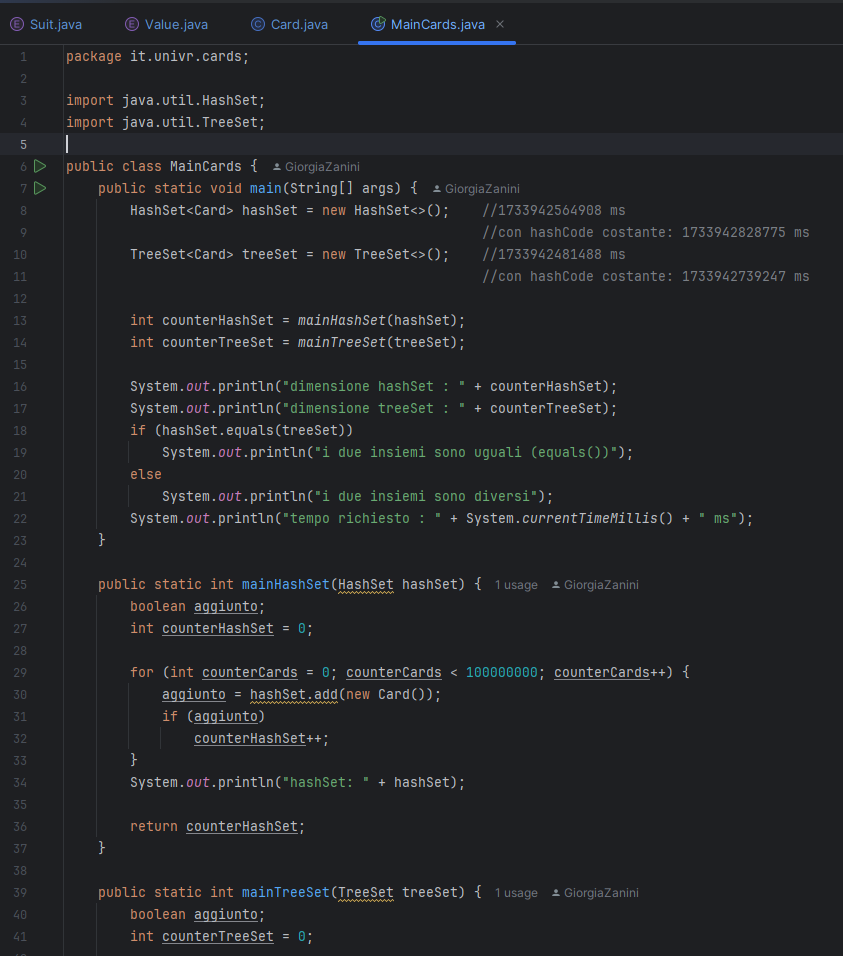 Suit.java Value.java Card.java MainCards.java
1 package it.univr.cards;
2
3 import java.util.HashSet;
4 import java.util.TreeSet;
5
6 public class MainCards { GiorgiaZanini
7 public static void main(String[] args) { GiorgiaZanini
8 HashSet<Card> hashSet = new HashSet<>(); //1733942564908 ms
9 //con hashCode costante: 1733942828775 ms
10 TreeSet<Card> treeSet = new TreeSet<>(); //1733942481488 ms
11 //con hashCode costante: 1733942739247 ms
12
13 int counterHashSet = mainHashSet(hashSet);
14 int counterTreeSet = mainTreeSet(treeSet);
15
16 System.out.println("dimensione hashSet : " + counterHashSet);
17 System.out.println("dimensione treeSet : " + counterTreeSet);
18 if (hashSet.equals(treeSet))
19 System.out.println("i due insiemi sono uguali (equals())");
20 else
21 System.out.println("i due insiemi sono diversi");
22 System.out.println("tempo richiesto : " + System.currentTimeMillis() + " ms");
23 }
24
25 public static int mainHashSet(HashSet hashSet) { 1 usage GiorgiaZanini
26 boolean aggiunto;
27 int counterHashSet = 0;
28
29 for (int counterCards = 0; counterCards < 100000000; counterCards++) {
30 aggiunto = hashSet.add(new Card());
31 if (aggiunto)
32 counterHashSet++;
33 }
34 System.out.println("hashSet: " + hashSet);
35
36 return counterHashSet;
37 }
38
39 public static int mainTreeSet(TreeSet treeSet) { 1 usage GiorgiaZanini
40 boolean aggiunto;
41 int counterTreeSet = 0;